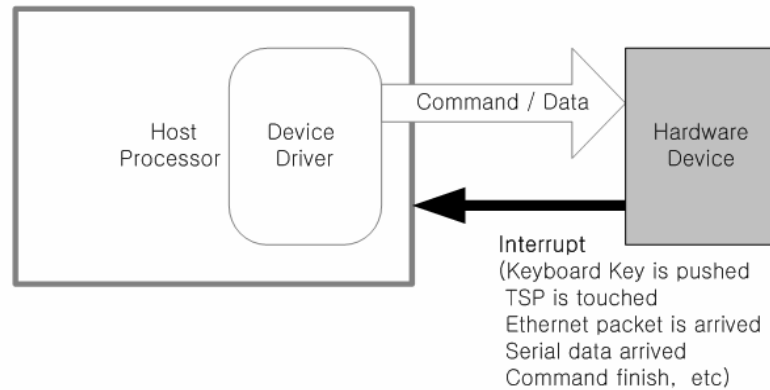 Host
Processor
Device
Driver
Command / Data
Hardware
Device
Interrupt
(Keyboard Key is pushed
TSP is touched
Ethernet packet is arrived
Serial data arrived
Command finish, etc)